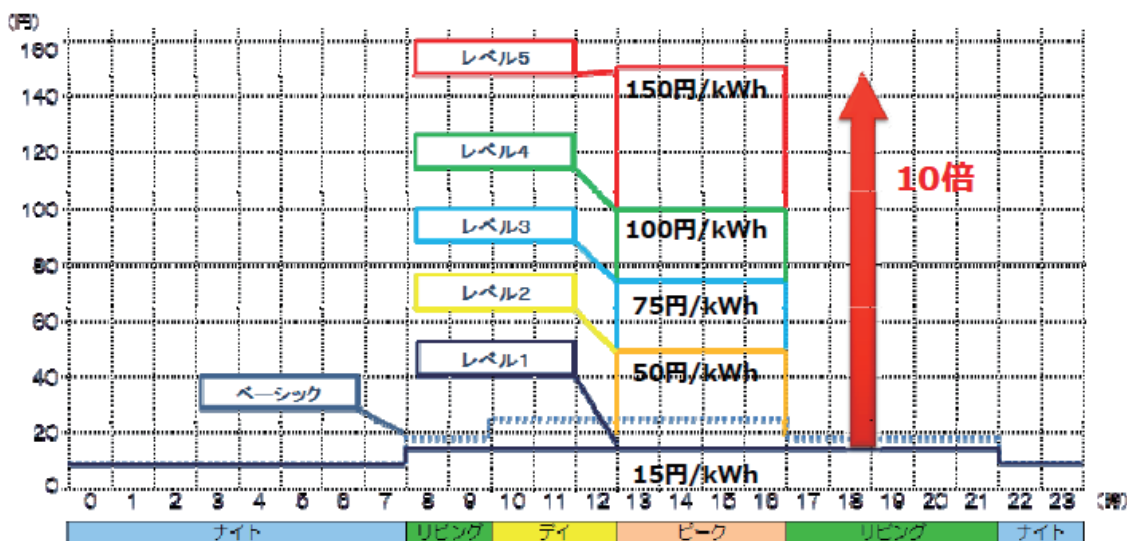 (円)
160
レベル5
150円/kWh
140
120
レベル4
10倍
100
レベル3
100円/kWh
80
レベル2
75円/kWh
60
レベル1
50円/kWh
40
ベーシック
20
15円/kWh
0
0 1 2 3 4 5 6 7 8 9 10 11 12 13 14 15 16 17 18 19 20 21 22 23 (時)
ナイト リビング デイ ピーク リビング ナイト